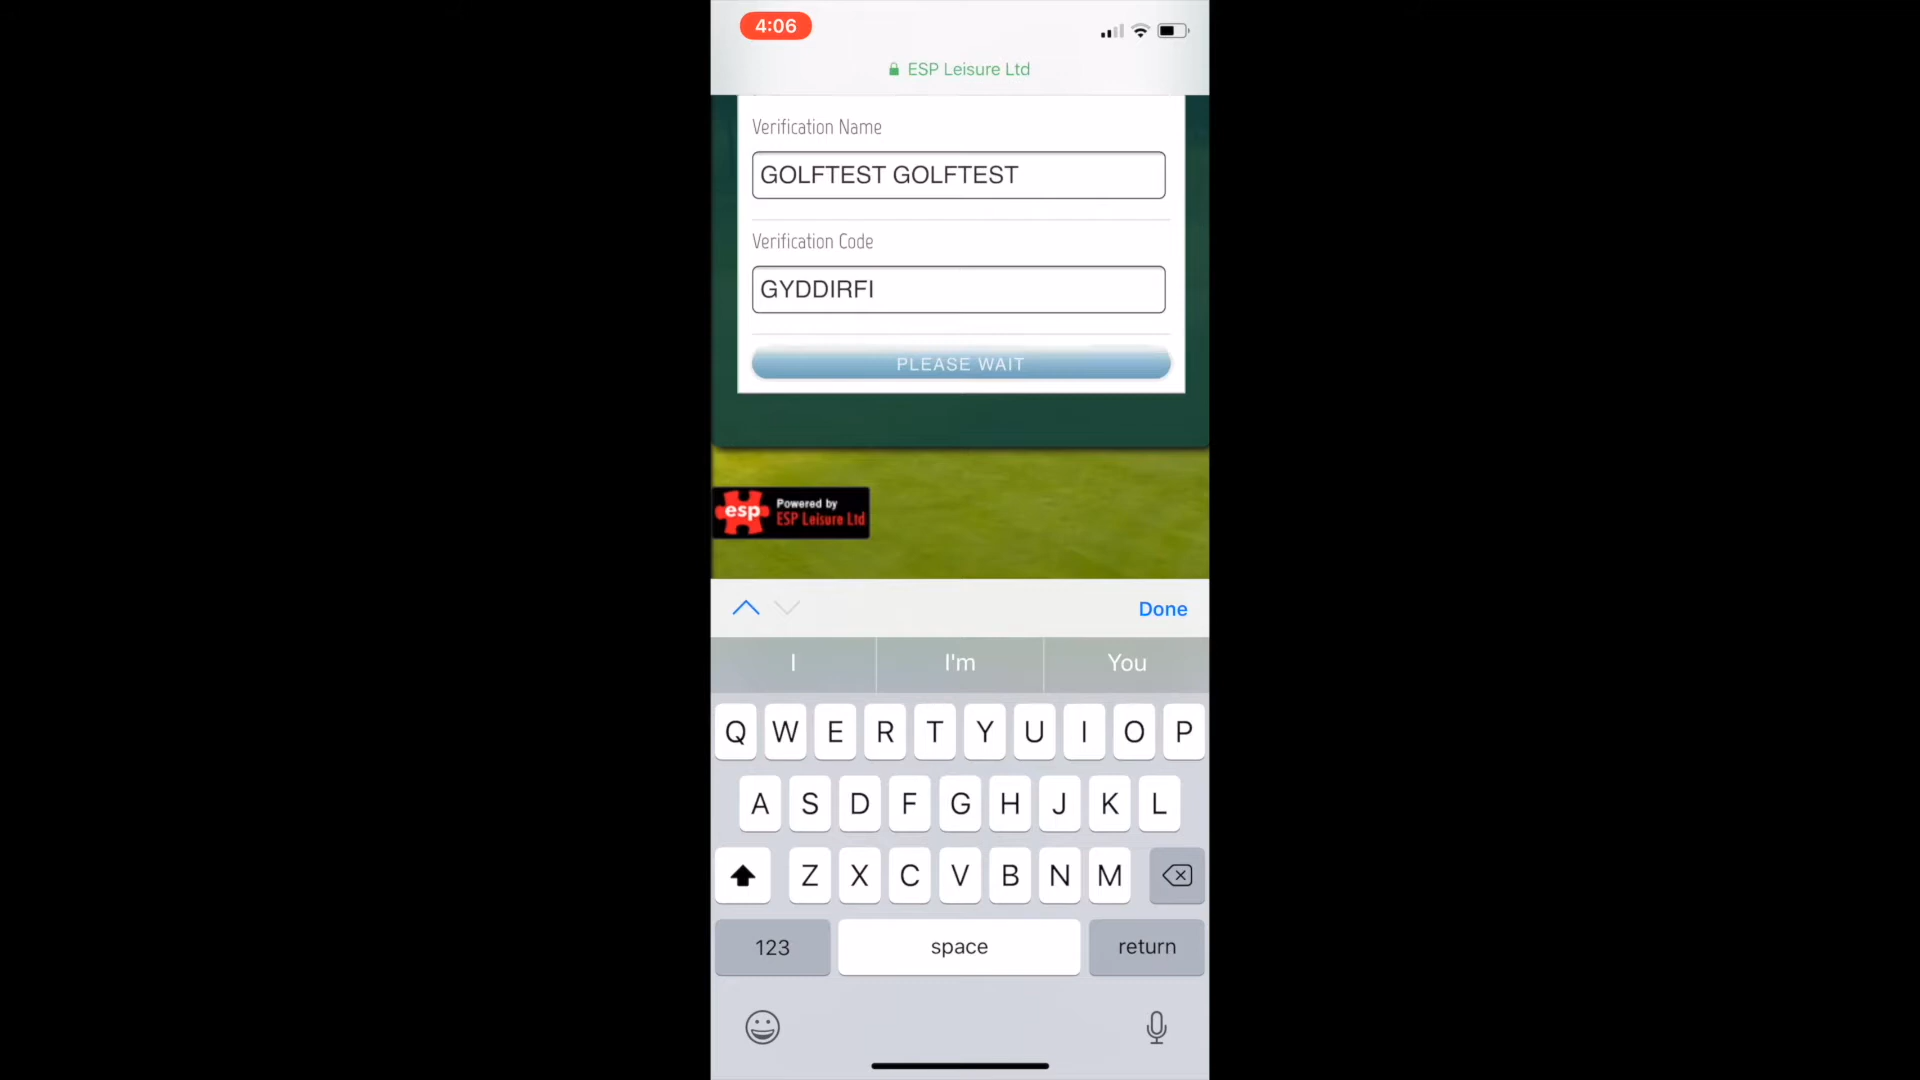 4:06
ESP Leisure Ltd
Verification Name
GOLFTEST GOLFTEST
Verification Code
GYDDIRFI
PLEASE WAIT
esp Powered by
ESP Leisure Ltd
Done
I I'm You
Q W E R T Y U I O P
A S D F G H J K L
Z X C V B N M
123 space return